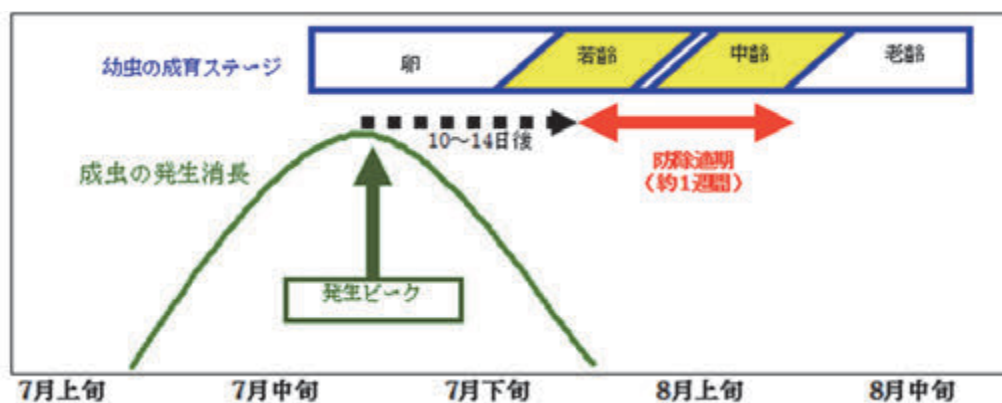 幼虫の成育ステージ
卵
若齢
中齢
老齢
10～14日後
成虫の発生消長
防除適期
（約1週間）
発生ピーク
7月上旬
7月中旬
7月下旬
8月上旬
8月中旬